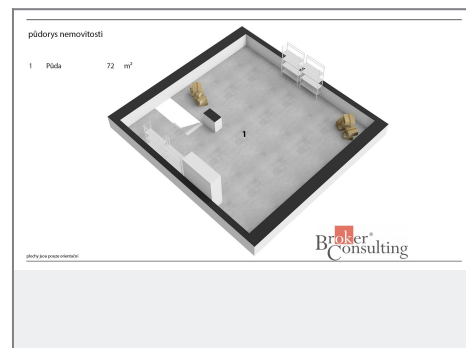 půdorys nemovitosti
1 Půda 72 m²
1
Broker®
Consulting
plochy jsou pouze orientační